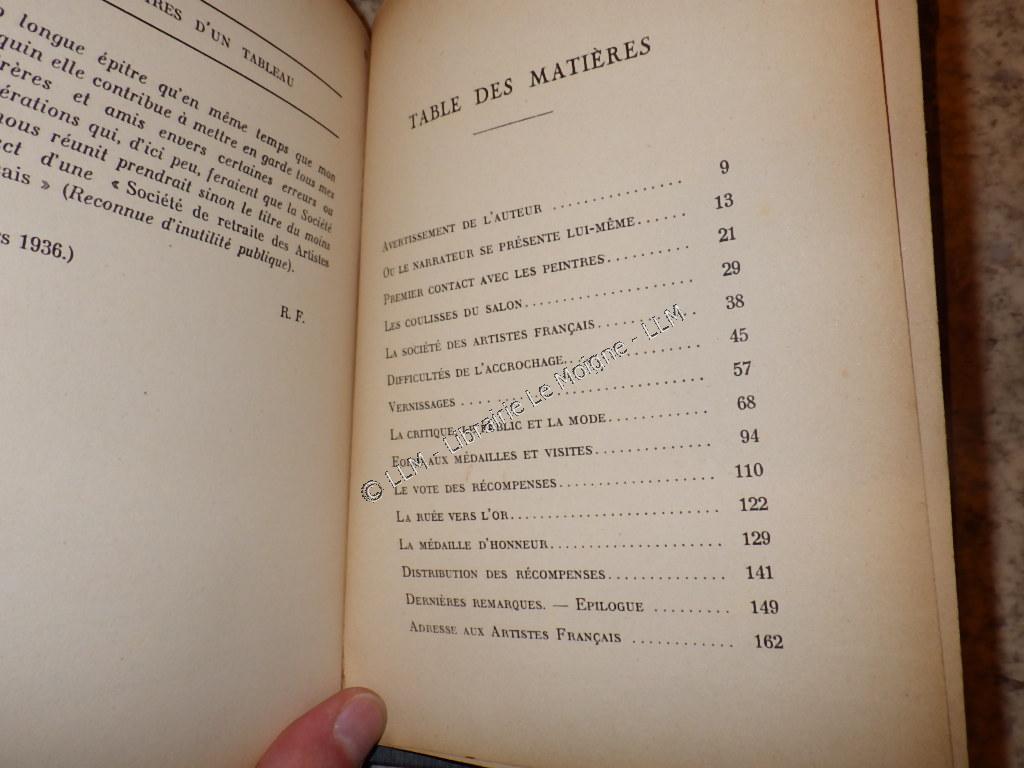 IRES D'UN TABLEAU
longue épître qu'en même temps que mon
quin elle contribue à mettre en garde tous mes
rères et amis envers certaines erreurs ou
érations qui, d'ici peu, feraient que la Société
nous réunit prendrait sinon le titre du moins
ect d'une « Société de retraite des Artistes
ais » (Reconnue d'inutilité publique).
rs 1936.)
R. F.
TABLE DES MATIÈRES
AVERTISSEMENT DE L'AUTEUR .................. 9
OU LE NARRATEUR SE PRÉSENTE LUI-MÊME...... 13
PREMIER CONTACT AVEC LES PEINTRES.......... 21
LES COULISSES DU SALON..................... 29
LA SOCIÉTÉ DES ARTISTES FRANÇAIS............ 38
DIFFICULTÉS DE L'ACCROCHAGE................ 45
VERNISSAGES ............................... 57
LA CRITIQUE, LE PUBLIC ET LA MODE............ 68
AUX MÉDAILLES ET VISITES............. 94
LE VOTE DES RÉCOMPENSES.................... 110
LA RUÉE VERS L'OR........................... 122
LA MÉDAILLE D'HONNEUR...................... 129
DISTRIBUTION DES RÉCOMPENSES............... 141
DERNIÈRES REMARQUES. — EPILOGUE ......... 149
ADRESSE AUX ARTISTES FRANÇAIS ............ 162
© LLM - Librairie Le Moigne - LLM